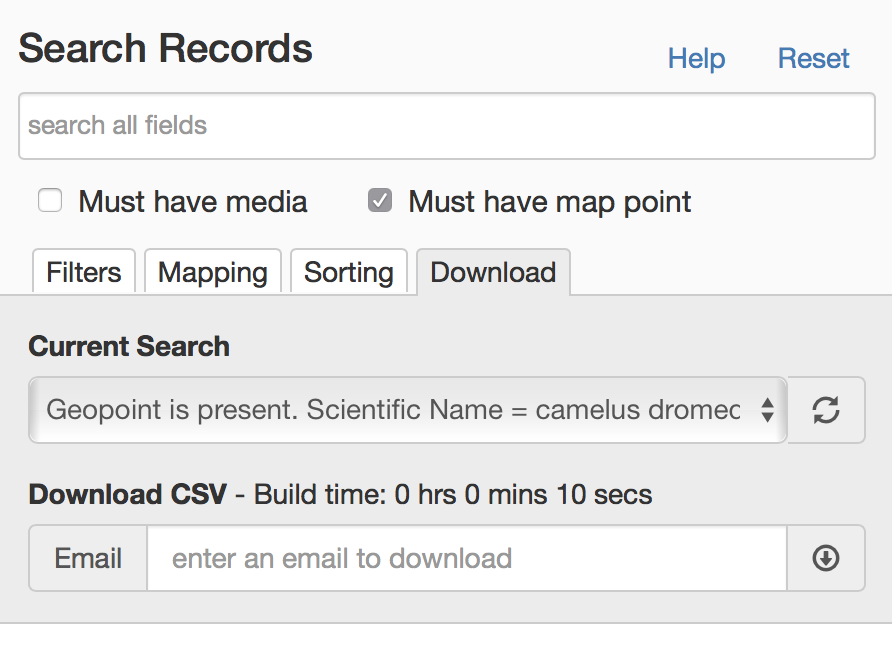 Search Records
Help Reset
search all fields
Must have media Must have map point
Filters Mapping Sorting Download
Current Search
Geopoint is present. Scientific Name = camelus dromec
Download CSV - Build time: 0 hrs 0 mins 10 secs
Email enter an email to download